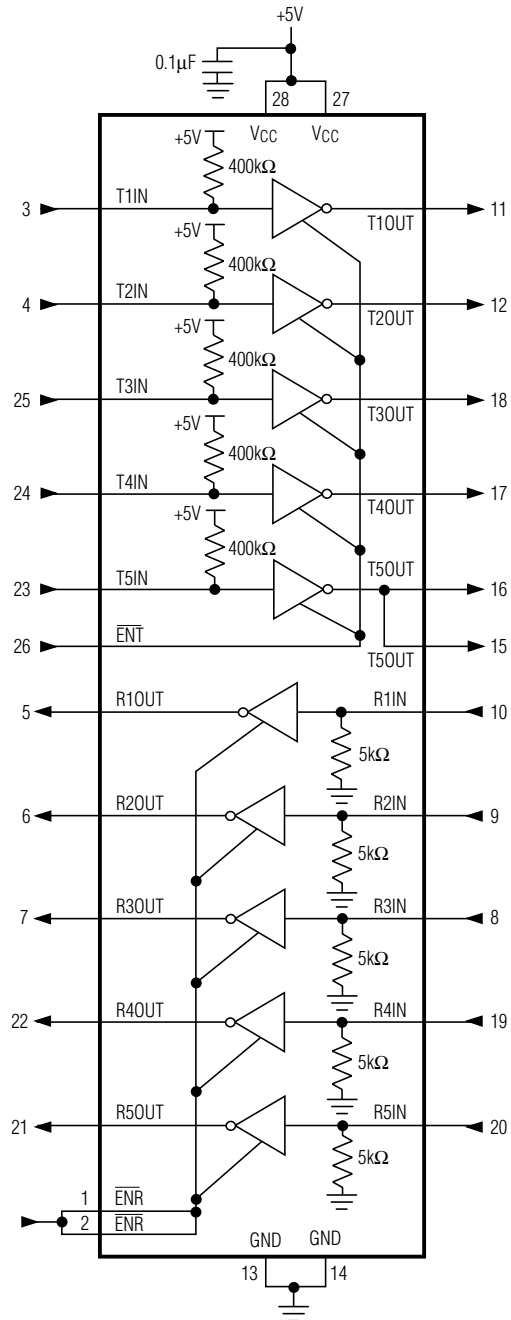 +5V
0.1μF
28 27
VCC VCC
+5V
400kΩ
3 T1IN T1OUT 11
+5V
400kΩ
4 T2IN T2OUT 12
+5V
400kΩ
25 T3IN T3OUT 18
+5V
400kΩ
24 T4IN T4OUT 17
+5V
400kΩ
23 T5IN T5OUT 16
26 ENT 15
T5OUT
5 R1OUT R1IN 10
5kΩ
6 R2OUT R2IN 9
5kΩ
7 R3OUT R3IN 8
5kΩ
22 R4OUT R4IN 19
5kΩ
21 R5OUT R5IN 20
5kΩ
1 ENR
2 ENR
GND GND
13 14